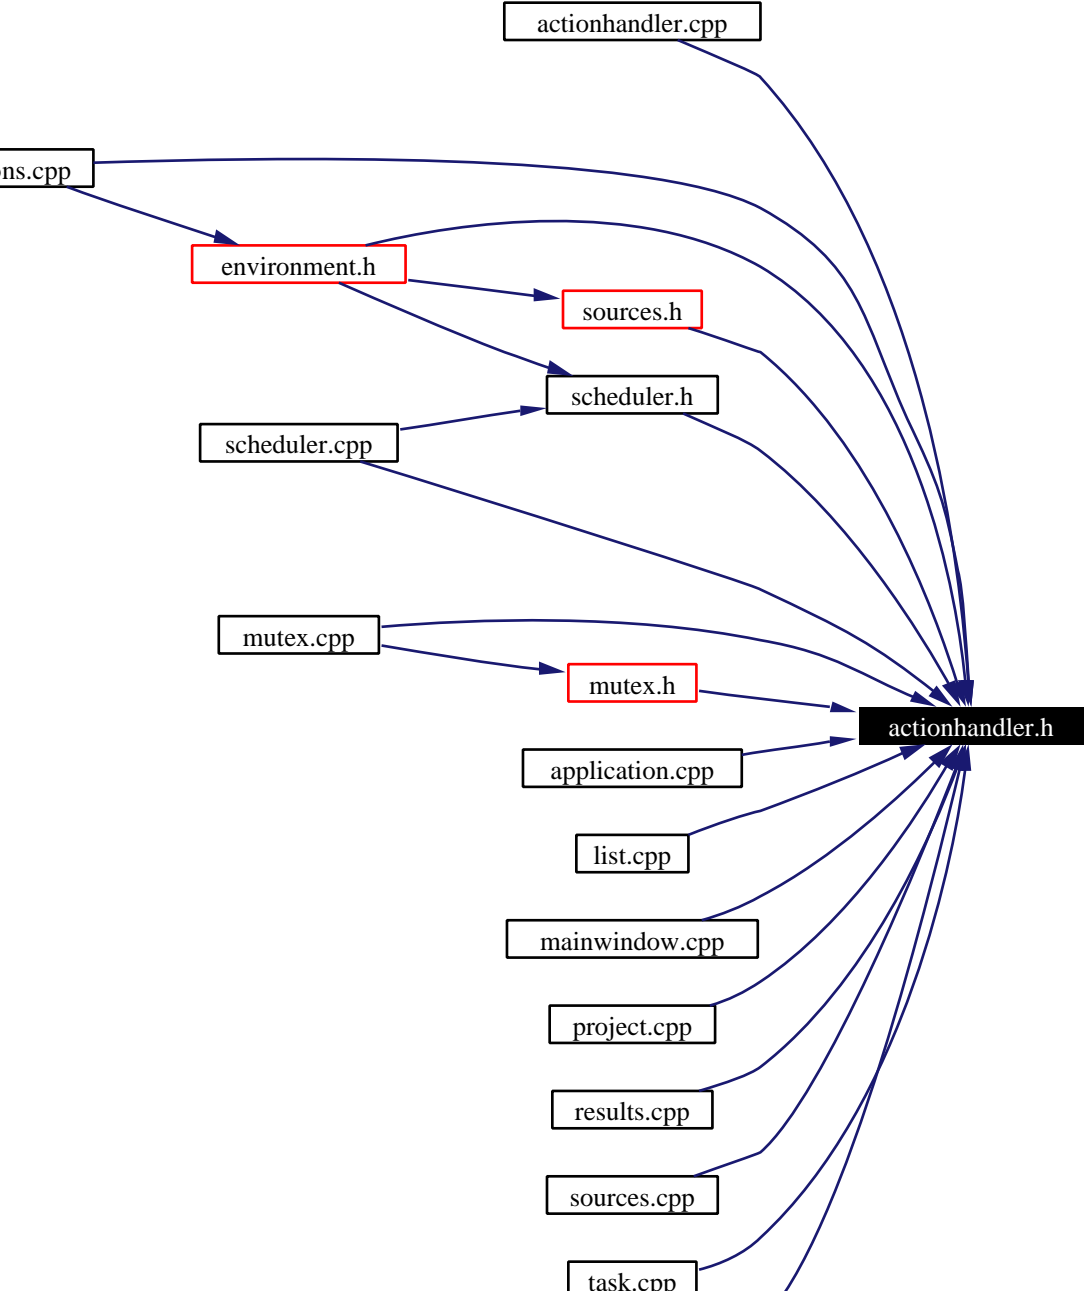 actionhandler.cpp
ns.cpp
environment.h
sources.h
scheduler.h
scheduler.cpp
mutex.cpp
mutex.h
actionhandler.h
application.cpp
list.cpp
mainwindow.cpp
project.cpp
results.cpp
sources.cpp
task.cpp